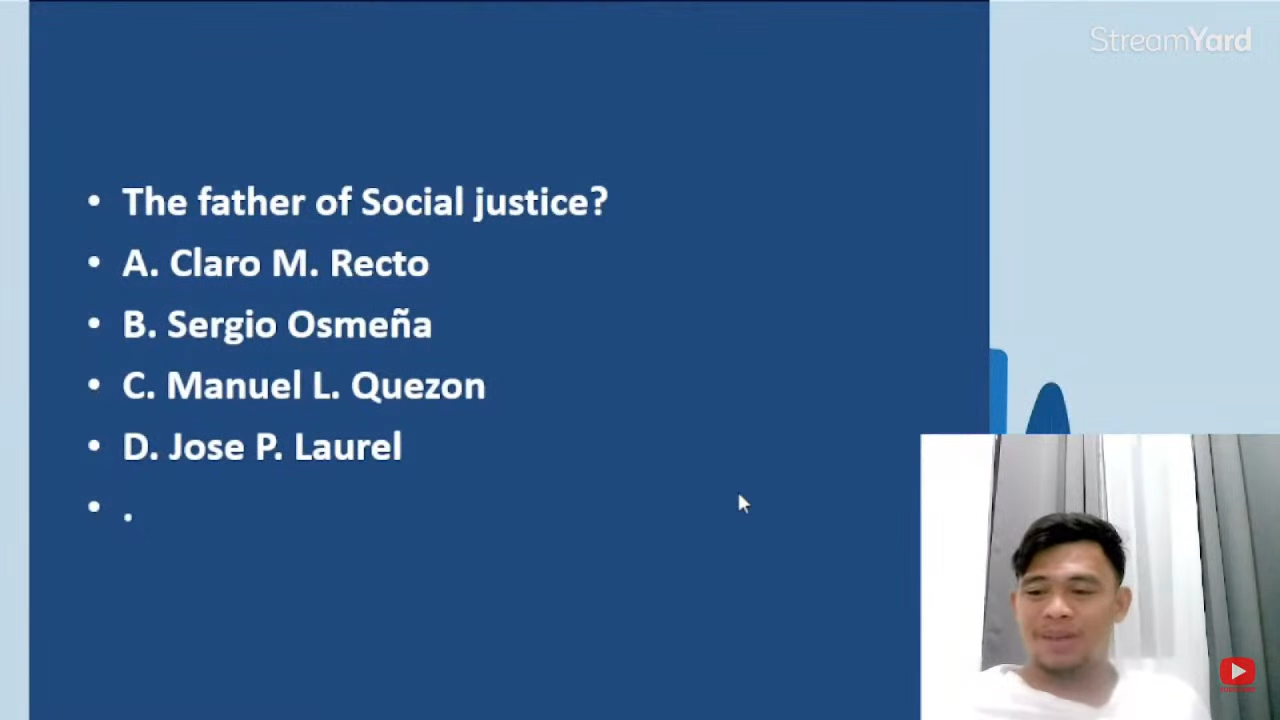 StreamYard
• The father of Social justice?
• A. Claro M. Recto
• B. Sergio Osmeña
• C. Manuel L. Quezon
• D. Jose P. Laurel
• .